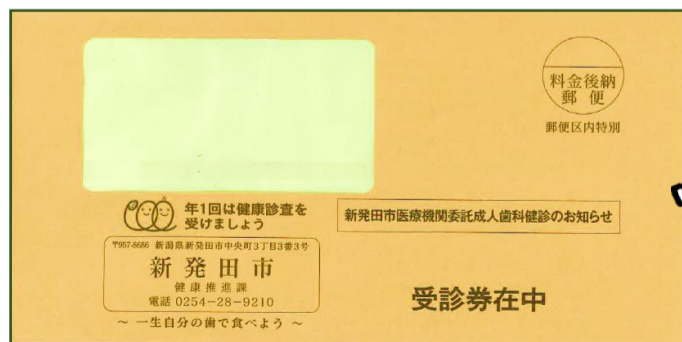 料金後納
郵便
郵便区内特別
年1回は健康診査を
受けましょう
新発田市医療機関委託成人歯科健診のお知らせ
〒957-8686 新潟県新発田市中央町3丁目3番3号
新発田市
健康推進課
電話 0254-28-9210
～ 一生自分の歯で食べよう ～
受診券在中